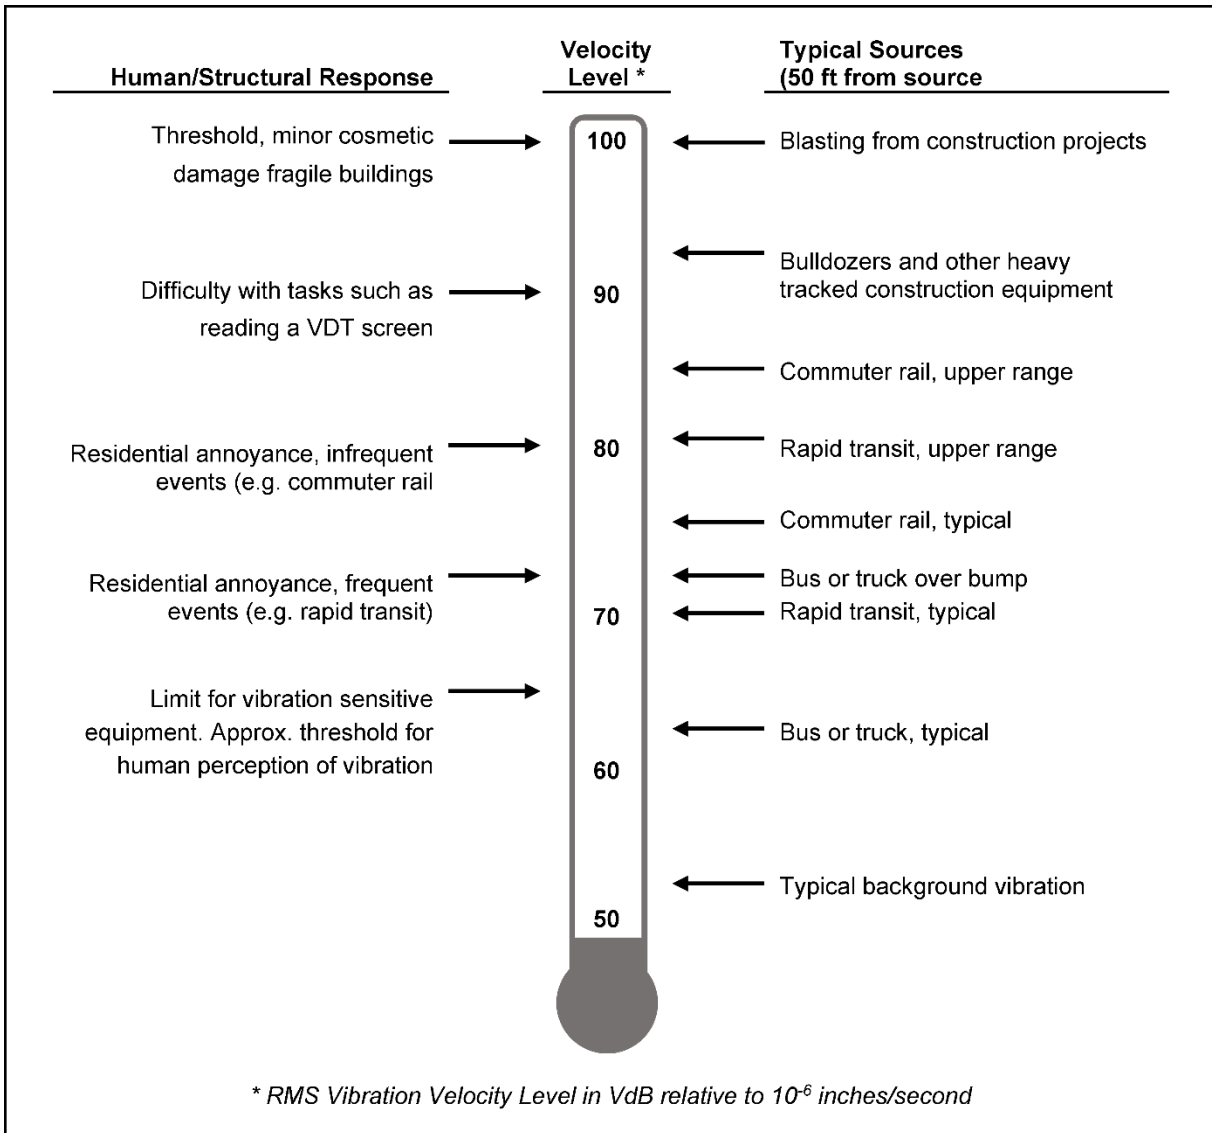 Human/Structural Response
Velocity
Level *
Typical Sources
(50 ft from source
Threshold, minor cosmetic
damage fragile buildings
100
Blasting from construction projects
Bulldozers and other heavy
tracked construction equipment
Difficulty with tasks such as
reading a VDT screen
90
Commuter rail, upper range
Residential annoyance, infrequent
events (e.g. commuter rail
80
Rapid transit, upper range
Commuter rail, typical
Residential annoyance, frequent
events (e.g. rapid transit)
Bus or truck over bump
70
Rapid transit, typical
Limit for vibration sensitive
equipment. Approx. threshold for
human perception of vibration
Bus or truck, typical
60
Typical background vibration
50
* RMS Vibration Velocity Level in VdB relative to 10⁻⁶ inches/second